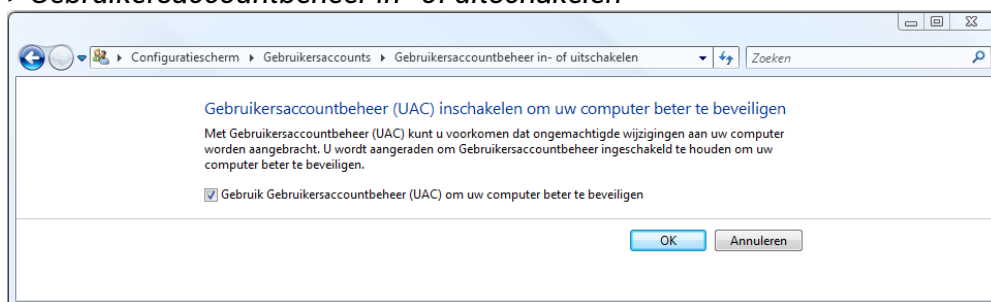 > Gebruikersaccountbeheer in- of uitschakelen
Configuratiescherm Gebruikersaccounts Gebruikersaccountbeheer in- of uitschakelen Zoeken
Gebruikersaccountbeheer (UAC) inschakelen om uw computer beter te beveiligen
Met Gebruikersaccountbeheer (UAC) kunt u voorkomen dat ongemachtigde wijzigingen aan uw computer
worden aangebracht. U wordt aangeraden om Gebruikersaccountbeheer ingeschakeld te houden om uw
computer beter te beveiligen.
Gebruik Gebruikersaccountbeheer (UAC) om uw computer beter te beveiligen
OK Annuleren